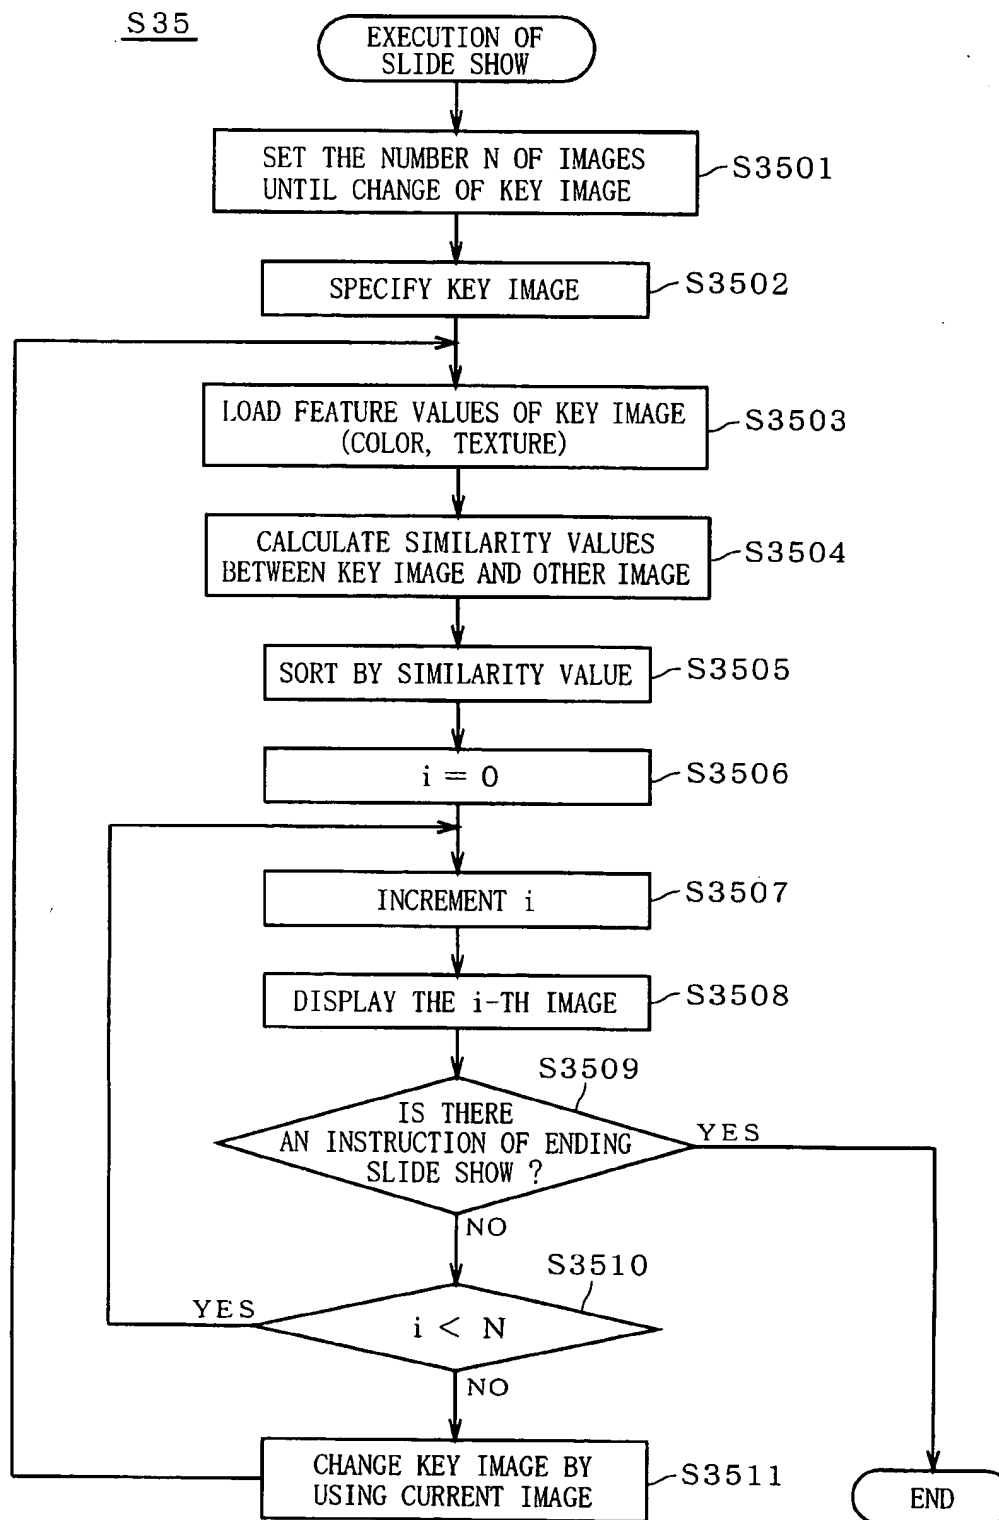 S35
EXECUTION OF
SLIDE SHOW
SET THE NUMBER N OF IMAGES
UNTIL CHANGE OF KEY IMAGE
S3501
SPECIFY KEY IMAGE
S3502
LOAD FEATURE VALUES OF KEY IMAGE
(COLOR, TEXTURE)
S3503
CALCULATE SIMILARITY VALUES
BETWEEN KEY IMAGE AND OTHER IMAGE
S3504
SORT BY SIMILARITY VALUE
S3505
i = 0
S3506
INCREMENT i
S3507
DISPLAY THE i-TH IMAGE
S3508
S3509
IS THERE
AN INSTRUCTION OF ENDING
SLIDE SHOW ?
YES
NO
S3510
YES
i < N
NO
CHANGE KEY IMAGE BY
USING CURRENT IMAGE
S3511
END